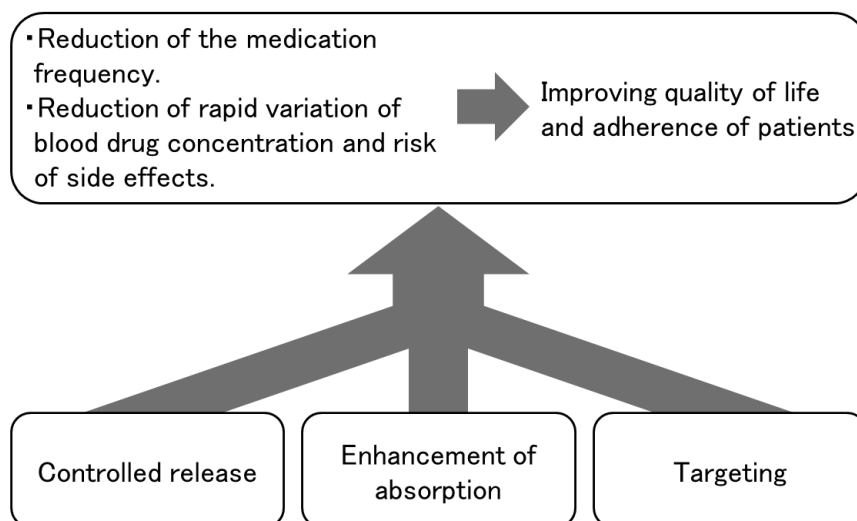 ・Reduction of the medication
frequency.
・Reduction of rapid variation of
blood drug concentration and risk
of side effects.
Improving quality of life
and adherence of patients
Controlled release
Enhancement of
absorption
Targeting